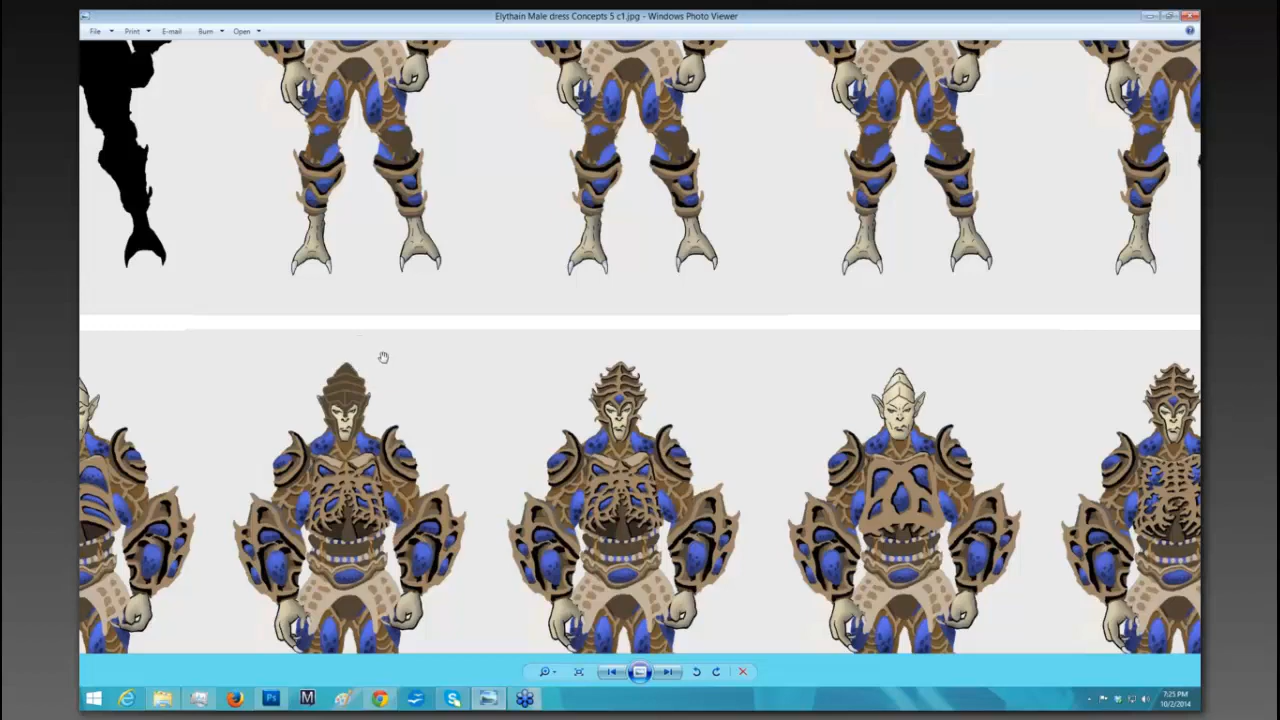 Elythain Male dress Concepts 5 c1.jpg - Windows Photo Viewer
File Print E-mail Burn Open
Ps M S
7:25 PM
10/2/2014